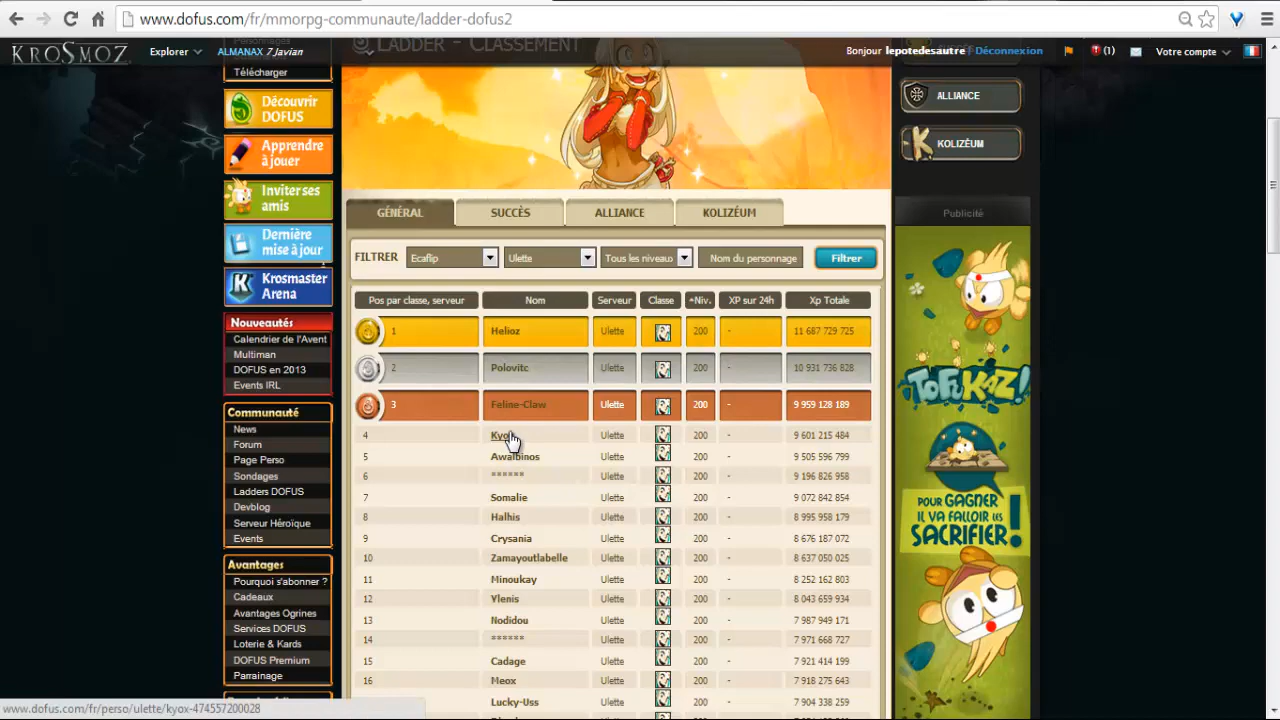 www.dofus.com/fr/mmorpg-communaute/ladder-dofus2
KROSMOZ
Explorer
ALMANAX 7 Javian
Bonjour lepotedesautre Déconnexion
(1)
Votre compte
LADDER - CLASSEMENT
Télécharger
Découvrir
DOFUS
Apprendre
à jouer
Inviter ses
amis
Dernière
mise à jour
Krosmaster
Arena
Nouveautés
Calendrier de l'Avent
Multiman
DOFUS en 2013
Events IRL
Communauté
News
Forum
Page Perso
Sondages
Ladders DOFUS
Devblog
Serveur Héroïque
Events
Avantages
Pourquoi s'abonner ?
Cadeaux
Avantages Ogrines
Services DOFUS
Loterie & Kards
DOFUS Premium
Parrainage
GÉNÉRAL
SUCCÈS
ALLIANCE
KOLIZÉUM
FILTRER
Ecaflip
Ulette
Tous les niveau
Nom du personnage
Filtrer
Pos par classe, serveur Nom Serveur Classe Niv. XP sur 24h Xp Totale
1 Helioz Ulette 200 - 11 687 729 725
2 Polovitc Ulette 200 - 10 931 736 828
3 Feline-Claw Ulette 200 - 9 959 128 189
4 Kyox Ulette 200 - 9 601 215 484
5 Awalbinos Ulette 200 - 9 505 596 799
6 ****** Ulette 200 - 9 196 826 958
7 Somalie Ulette 200 - 9 072 842 854
8 Halhis Ulette 200 - 8 995 958 179
9 Crysania Ulette 200 - 8 676 187 072
10 Zamayoutlabelle Ulette 200 - 8 637 050 025
11 Minoukay Ulette 200 - 8 252 162 803
12 Ylenis Ulette 200 - 8 043 659 934
13 Nodidou Ulette 200 - 7 987 949 171
14 ****** Ulette 200 - 7 971 668 727
15 Cadage Ulette 200 - 7 921 414 199
16 Meox Ulette 200 - 7 918 275 643
Lucky-Uss Ulette 200 - 7 904 338 259
ALLIANCE
KOLIZÉUM
Publicité
TOFUKAZ!
POUR GAGNER
IL VA FALLOIR LES
SACRIFIER!
www.dofus.com/fr/perso/ulette/kyox-474557200028